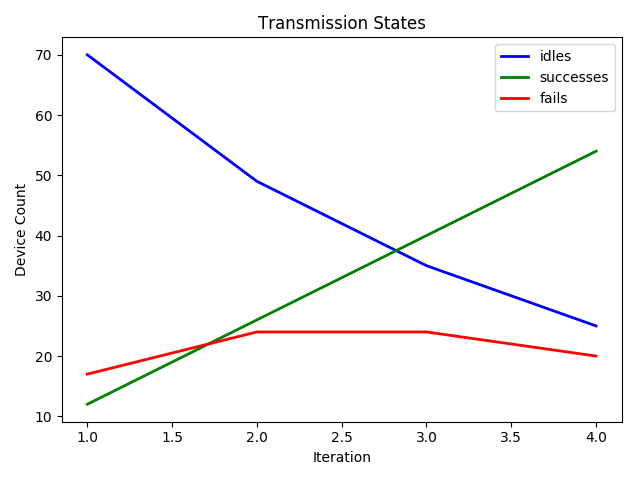 Transmission States
70
60
50
40
30
20
10
Device Count
idles
successes
fails
1.0 1.5 2.0 2.5 3.0 3.5 4.0
Iteration